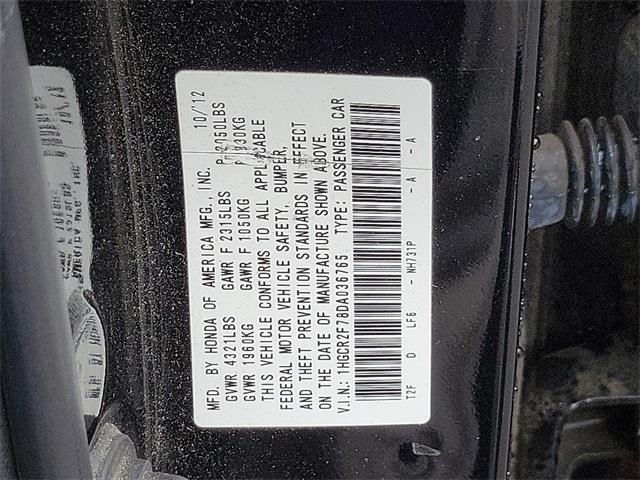 MFD. BY HONDA OF AMERICA MFG., INC. 10/12
GVWR 4321LBS GAWR F 2315LBS R 2050LBS
GVWR 1960KG GAWR F 1050KG R 930KG
THIS VEHICLE CONFORMS TO ALL APPLICABLE
FEDERAL MOTOR VEHICLE SAFETY, BUMPER,
AND THEFT PREVENTION STANDARDS IN EFFECT
ON THE DATE OF MANUFACTURE SHOWN ABOVE.
V.I.N.: 1HGCR2F78DA036765 TYPE: PASSENGER CAR
T2F D LF6 - NH731P - A - A